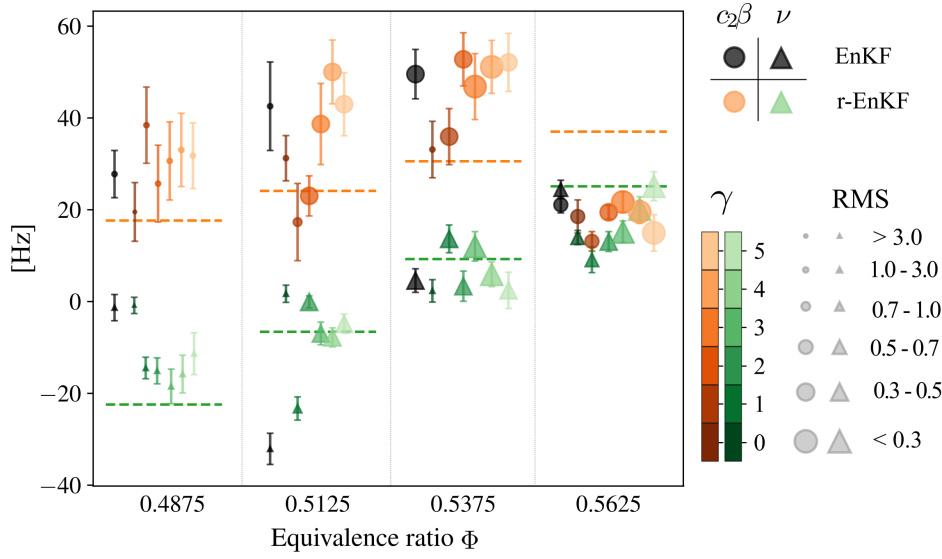 60
40
20
0
−20
−40
[Hz]
0.4875
0.5125
0.5375
0.5625
Equivalence ratio Φ
c₂β ν
EnKF
r-EnKF
γ
5
4
3
2
1
0
RMS
> 3.0
1.0 - 3.0
0.7 - 1.0
0.5 - 0.7
0.3 - 0.5
< 0.3